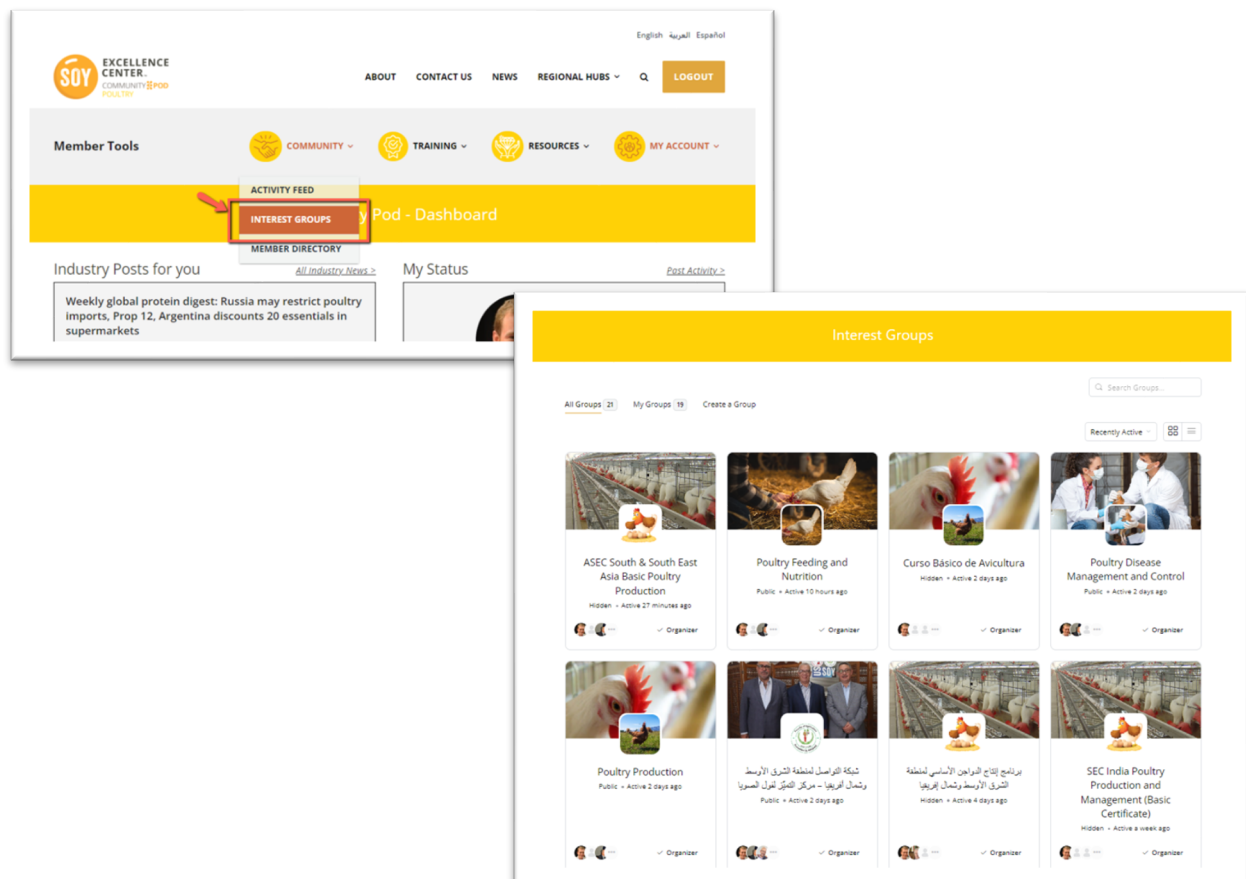 English العربية Español
SOY EXCELLENCE
CENTER.
COMMUNITY POD
POULTRY
ABOUT CONTACT US NEWS REGIONAL HUBS LOGOUT
Member Tools COMMUNITY TRAINING RESOURCES MY ACCOUNT
ACTIVITY FEED
INTEREST GROUPS
y Pod - Dashboard
MEMBER DIRECTORY
Industry Posts for you All Industry News >
My Status Past Activity >
Weekly global protein digest: Russia may restrict poultry
imports, Prop 12, Argentina discounts 20 essentials in
supermarkets
Interest Groups
Search Groups...
All Groups 21 My Groups 19 Create a Group
Recently Active
ASEC South & South East
Asia Basic Poultry
Production
Hidden • Active 27 minutes ago
Organizer
Poultry Feeding and
Nutrition
Public • Active 10 hours ago
Organizer
Curso Básico de Avicultura
Hidden • Active 2 days ago
Organizer
Poultry Disease
Management and Control
Public • Active 2 days ago
Organizer
Poultry Production
Public • Active 2 days ago
Organizer
SOY
شبكة التواصل لمنطقة الشرق الأوسط
وشمال أفريقيا – مركز التميّز لفول الصويا
Public • Active 2 days ago
Organizer
برنامج إنتاج الدواجن الأساسي لمنطقة
الشرق الأوسط وشمال إفريقيا
Hidden • Active 4 days ago
Organizer
SEC India Poultry
Production and
Management (Basic
Certificate)
Hidden • Active a week ago
Organizer